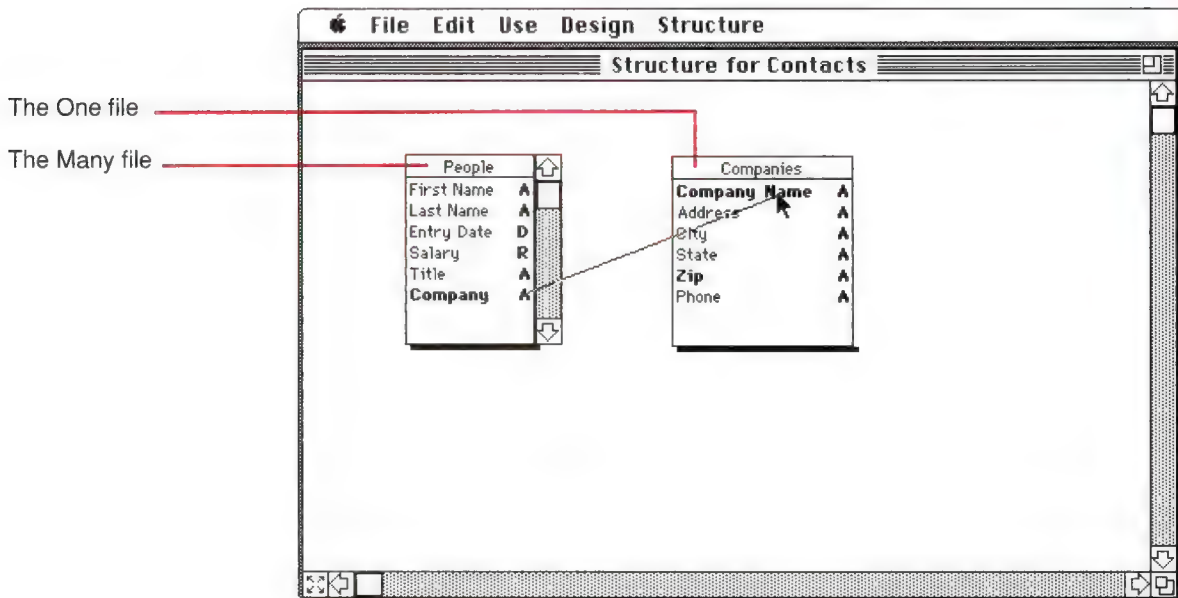 File Edit Use Design Structure
Structure for Contacts
The One file
The Many file
People
First Name A
Last Name A
Entry Date D
Salary R
Title A
Company A
Companies
Company Name A
Address A
City A
State A
Zip A
Phone A